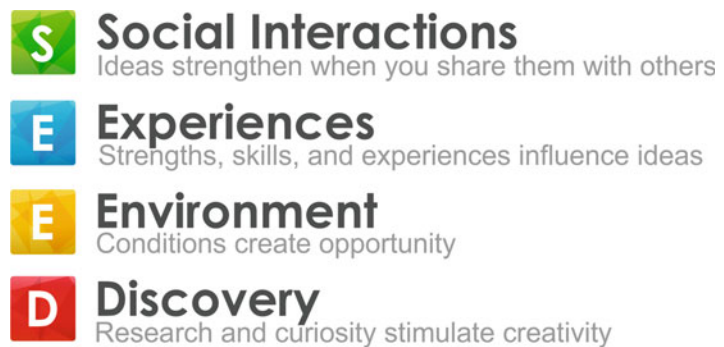 S Social Interactions
Ideas strengthen when you share them with others
E Experiences
Strengths, skills, and experiences influence ideas
E Environment
Conditions create opportunity
D Discovery
Research and curiosity stimulate creativity